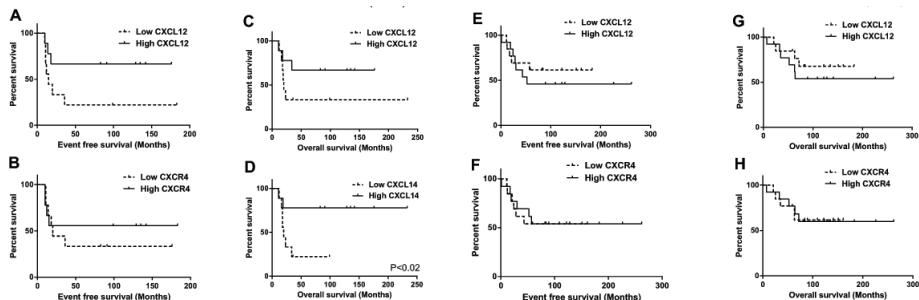 A
Low CXCL12
High CXCL12
Percent survival
100
50
0
0 50 100 150 200
Event free survival (Months)
B
Low CXCR4
High CXCR4
Percent survival
100
50
0
0 50 100 150 200
Event free survival (Months)
C
Low CXCL12
High CXCL12
Percent survival
100
50
0
0 50 100 150 200 250
Overall survival (Months)
D
Low CXCL14
High CXCL14
Percent survival
100
50
0
P<0.02
0 50 100 150 200 250
Overall survival (Months)
E
Low CXCL12
High CXCL12
Percent survival
100
50
0
0 100 200 300
Event free survival (Months)
F
Low CXCR4
High CXCR4
Percent survival
100
50
0
0 100 200 300
Event free survival (Months)
G
Low CXCL12
High CXCL12
Percent survival
100
50
0
0 100 200 300
Overall survival (Months)
H
Low CXCR4
High CXCR4
Percent survival
100
50
0
0 100 200 300
Overall survival (Months)